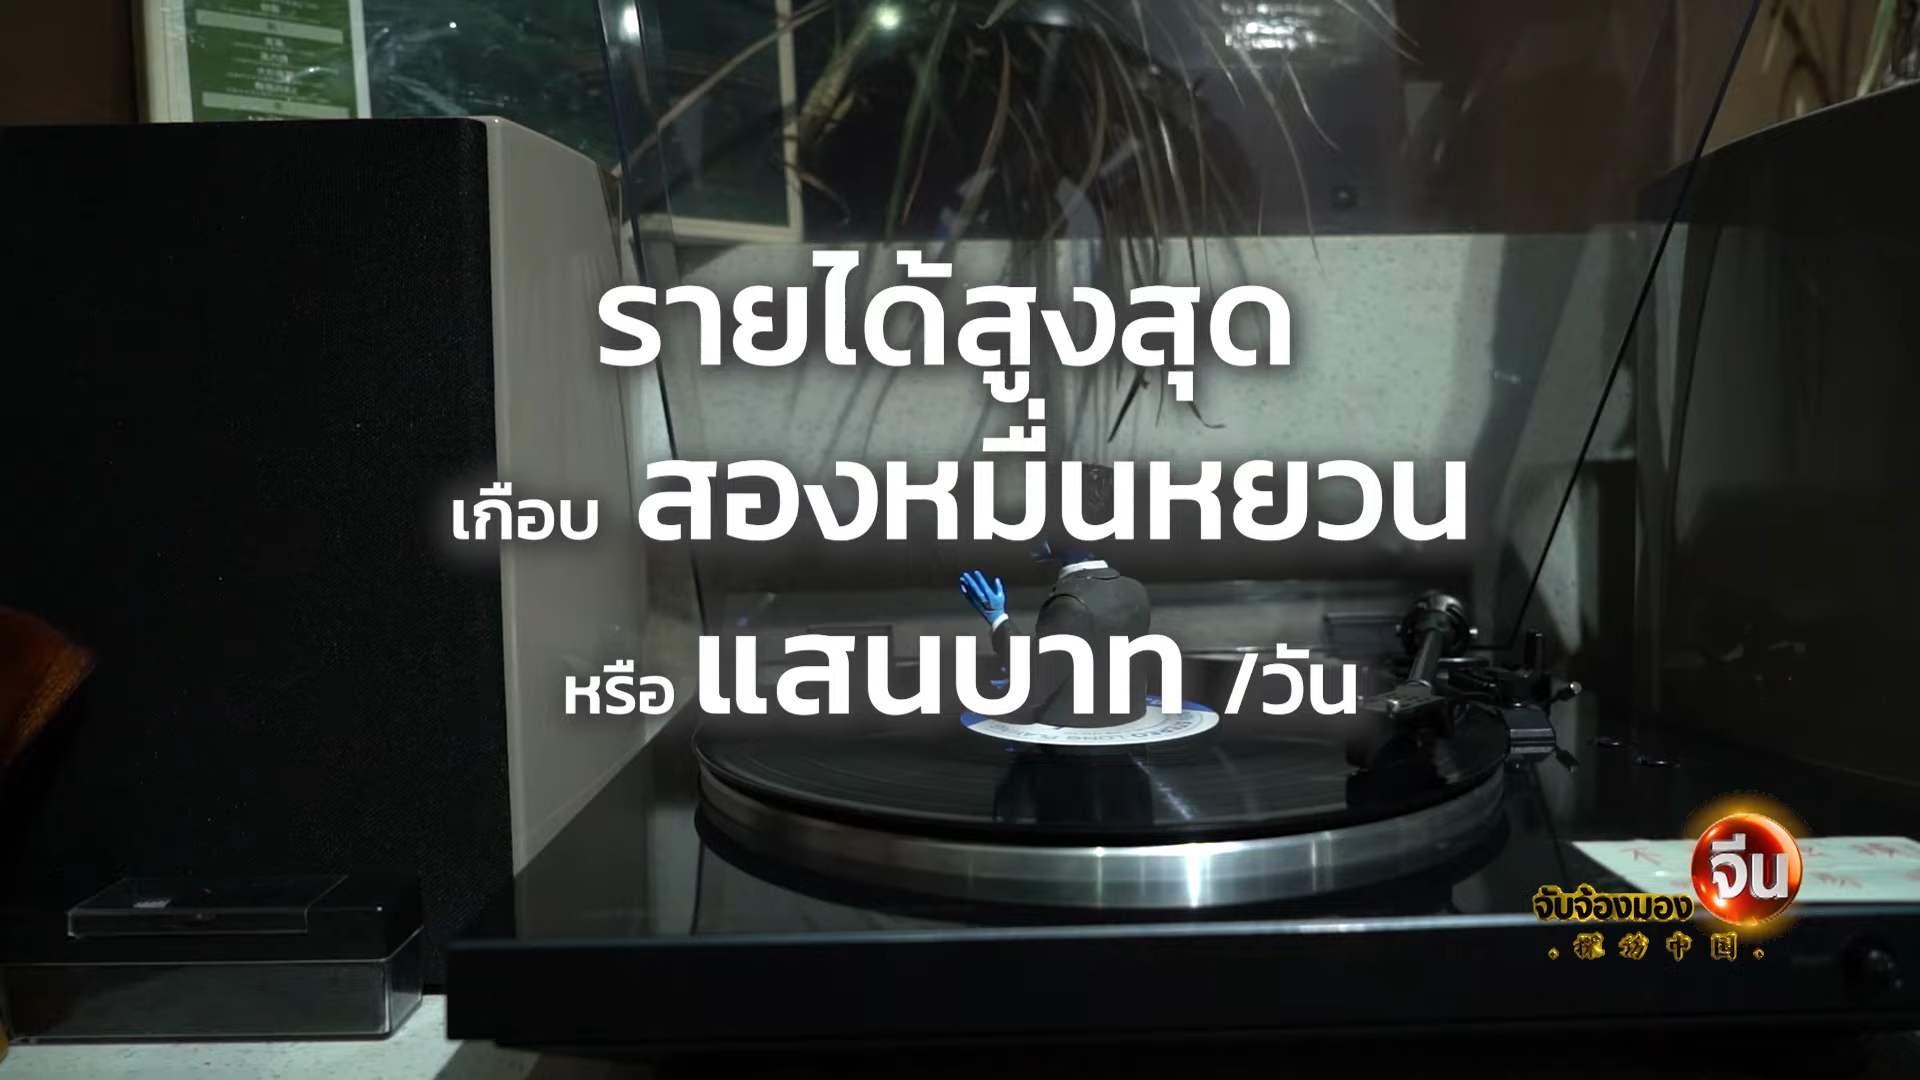 รายได้สูงสุด
เกือบ สองหมื่นหยวน
หรือ แสนบาท /วัน
จับจ้องมอง จีน
·探访中国·